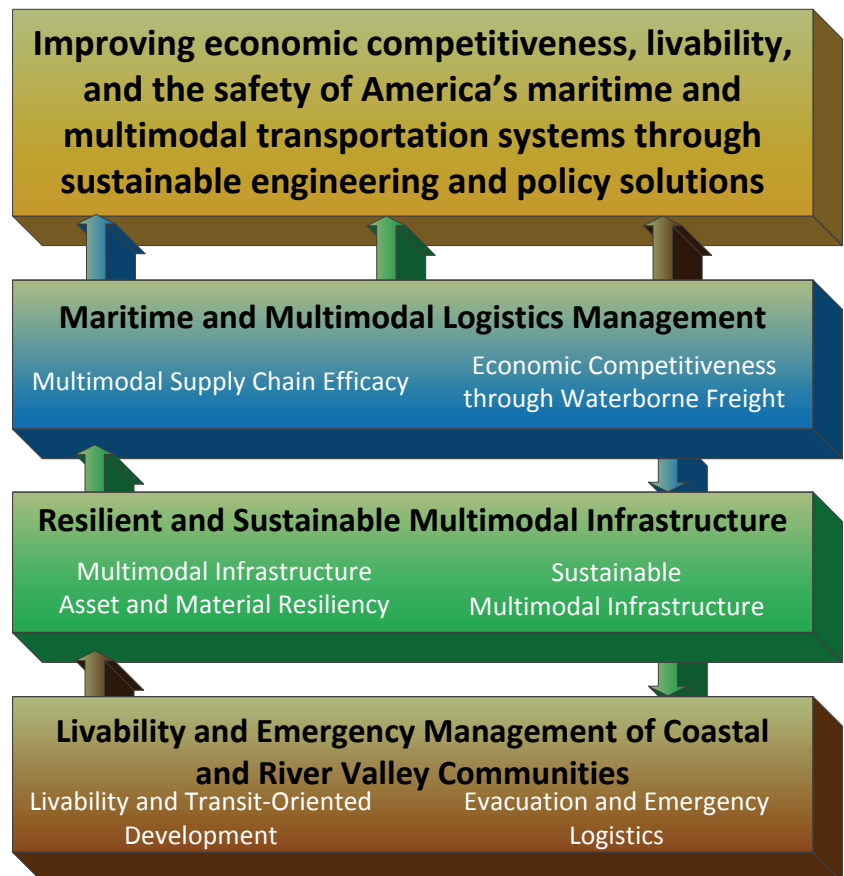 Improving economic competitiveness, livability,
and the safety of America’s maritime and
multimodal transportation systems through
sustainable engineering and policy solutions
Maritime and Multimodal Logistics Management
Multimodal Supply Chain Efficacy
Economic Competitiveness
through Waterborne Freight
Resilient and Sustainable Multimodal Infrastructure
Multimodal Infrastructure
Asset and Material Resiliency
Sustainable
Multimodal Infrastructure
Livability and Emergency Management of Coastal
and River Valley Communities
Livability and Transit-Oriented
Development
Evacuation and Emergency
Logistics